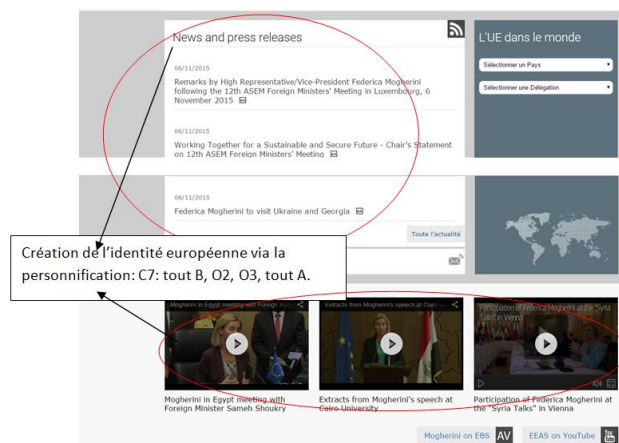 News and press releases
L'UE dans le monde
06/11/2015
Sélectionner un Pays
Remarks by High Representative/Vice-President Federica Mogherini
following the 12th ASEM Foreign Ministers' Meeting in Luxembourg, 6
November 2015
Sélectionner une Délégation
06/11/2015
Working Together for a Sustainable and Secure Future - Chair's Statement
on 12th ASEM Foreign Ministers' Meeting
06/11/2015
Federica Mogherini to visit Ukraine and Georgia
Toute l'actualité
Création de l'identité européenne via la
personnification: C7: tout B, O2, O3, tout A.
Mogherini in Egypt meeting with Foreign
Extracts from Mogherini's speech at
Participation of Federica Mogherini at the "Syria
Talks" in Vienna
Mogherini in Egypt meeting with
Foreign Minister Sameh Shoukry
Extracts from Mogherini's speech at
Cairo University
Participation of Federica Mogherini at
the "Syria Talks" in Vienna
Mogherini on EBS AV
EEAS on YouTube You Tube